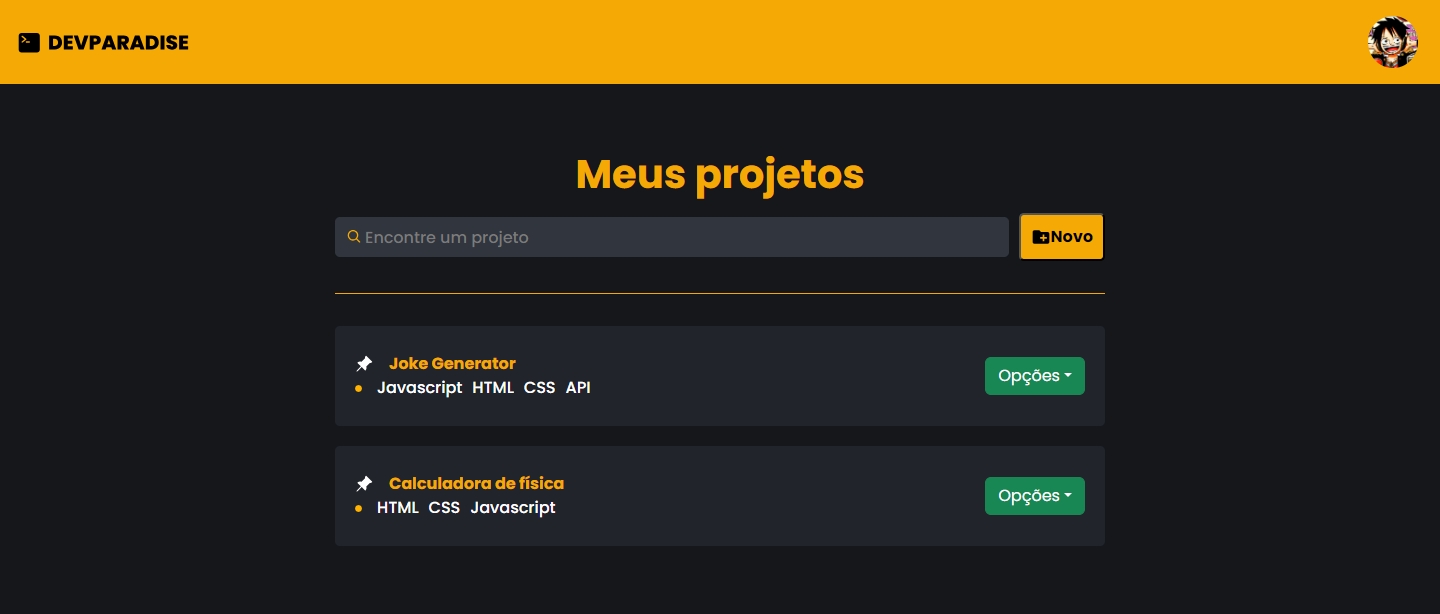 DEVPARADISE
Meus projetos
Encontre um projeto
Novo
Joke Generator
Javascript HTML CSS API
Opções
Calculadora de física
HTML CSS Javascript
Opções